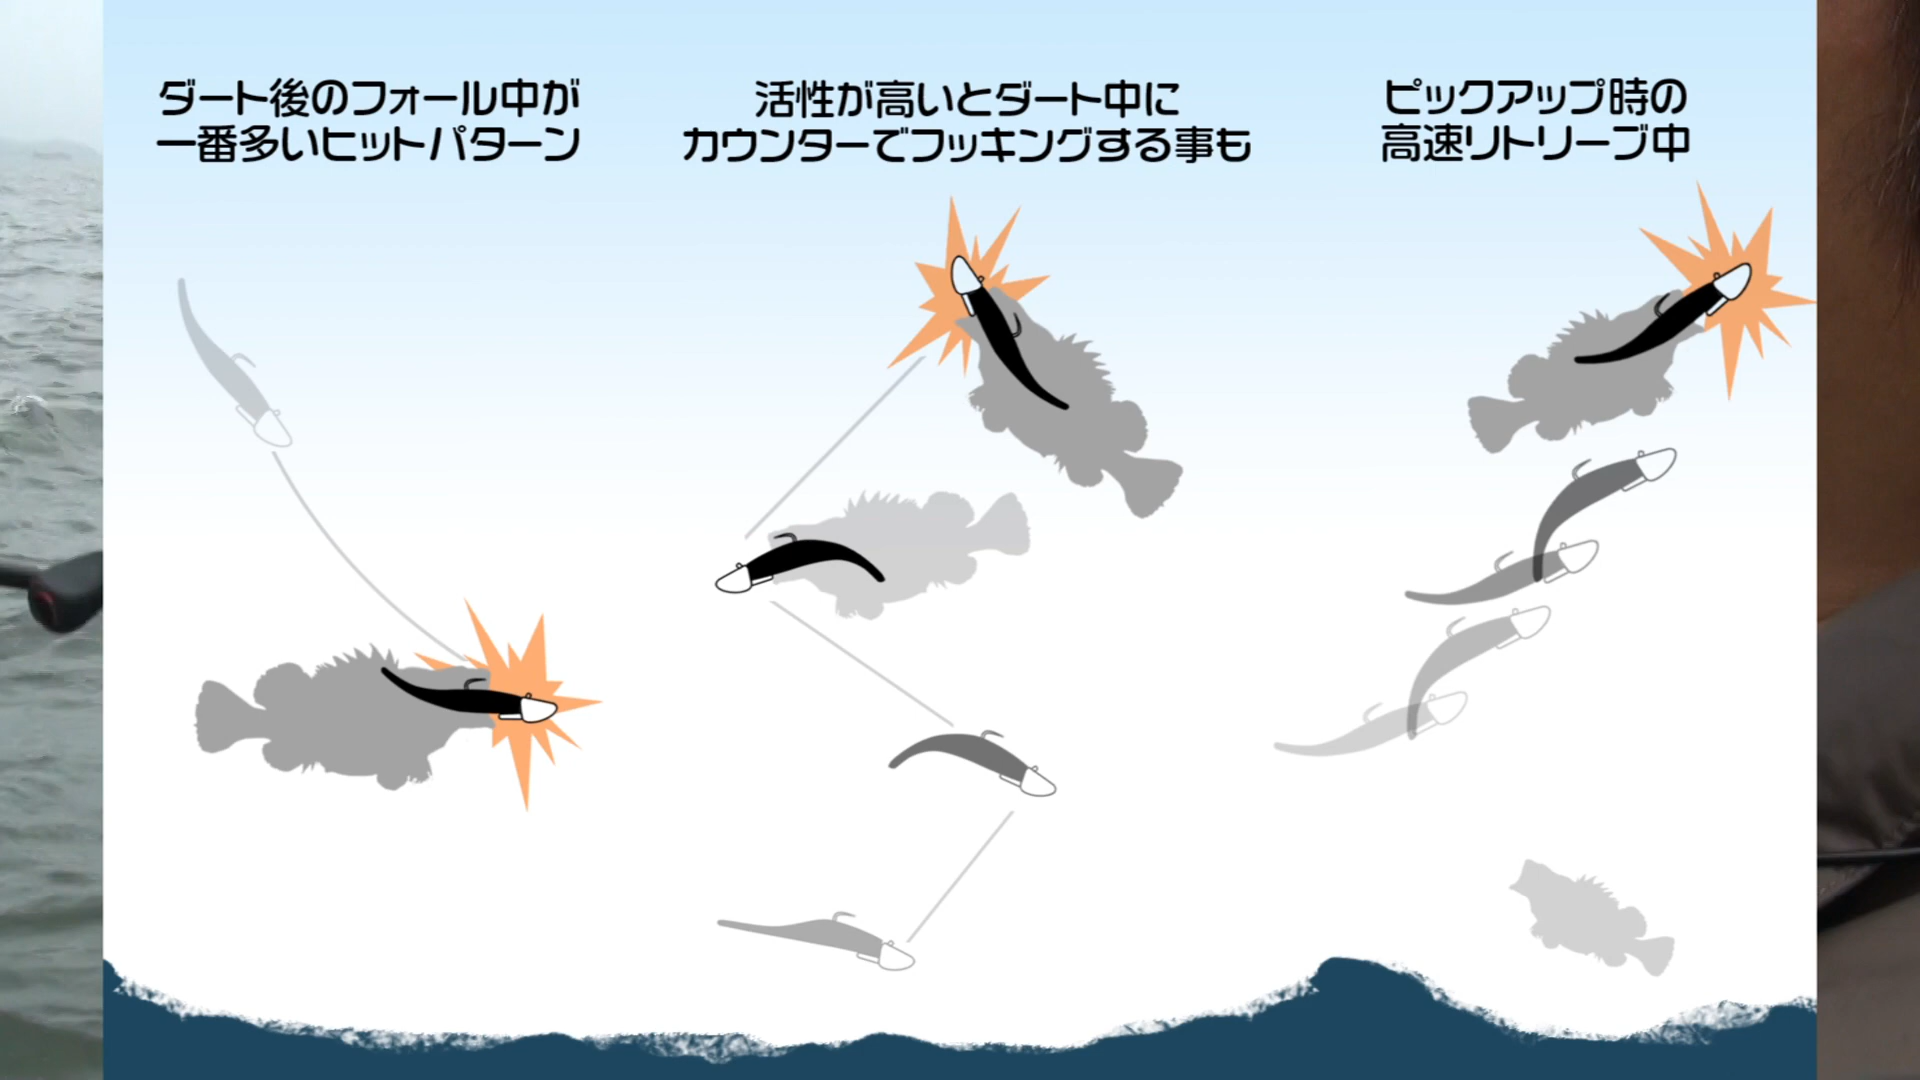 ダート後のフォール中が
一番多いヒットパターン
活性が高いとダート中に
カウンターでフッキングする事も
ピックアップ時の
高速リトリーブ中